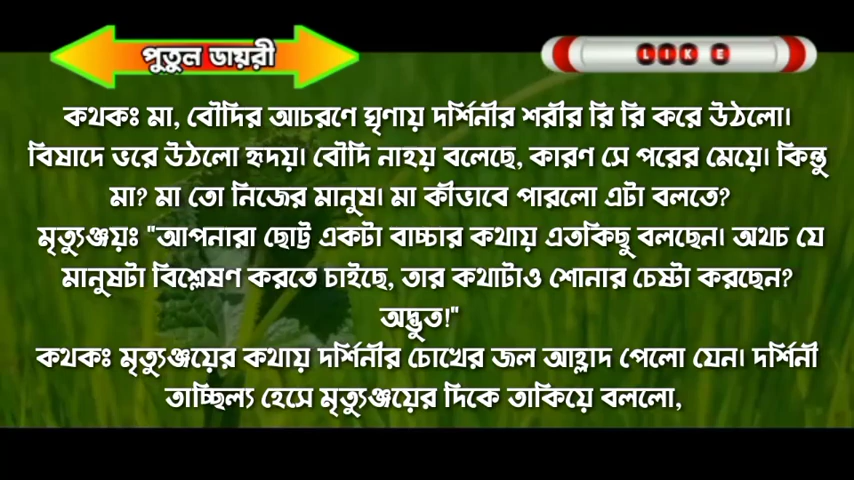 পুতুল ডায়রী
LIKE
কথকঃ মা, বৌদির আচরণে ঘৃণায় দর্শিনীর শরীর রি রি করে উঠলো।
বিষাদে ভরে উঠলো হৃদয়। বৌদি নাহয় বলেছে, কারণ সে পরের মেয়ে। কিন্তু
মা? মা তো নিজের মানুষ। মা কীভাবে পারলো এটা বলতে?
মৃত্যুঞ্জয়ঃ "আপনারা ছোট্ট একটা বাচ্চার কথায় এতকিছু বলছেন। অথচ যে
মানুষটা বিশ্লেষণ করতে চাইছে, তার কথাটাও শোনার চেষ্টা করছেন?
অদ্ভুত!"
কথকঃ মৃত্যুঞ্জয়ের কথায় দর্শিনীর চোখের জল আহ্লাদ পেলো যেন। দর্শিনী
তাচ্ছিল্য হেসে মৃত্যুঞ্জয়ের দিকে তাকিয়ে বললো,